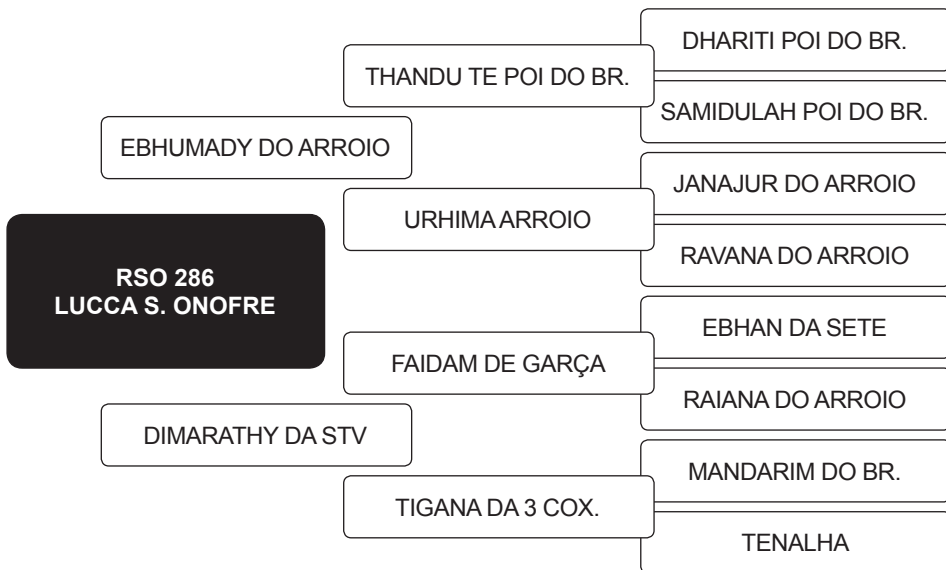 DHARITI POI DO BR.
THANDU TE POI DO BR.
SAMIDULAH POI DO BR.
EBHUMADY DO ARROIO
JANAJUR DO ARROIO
URHIMA ARROIO
RAVANA DO ARROIO
RSO 286
LUCCA S. ONOFRE
EBHAN DA SETE
FAIDAM DE GARÇA
RAIANA DO ARROIO
DIMARATHY DA STV
MANDARIM DO BR.
TIGANA DA 3 COX.
TENALHA